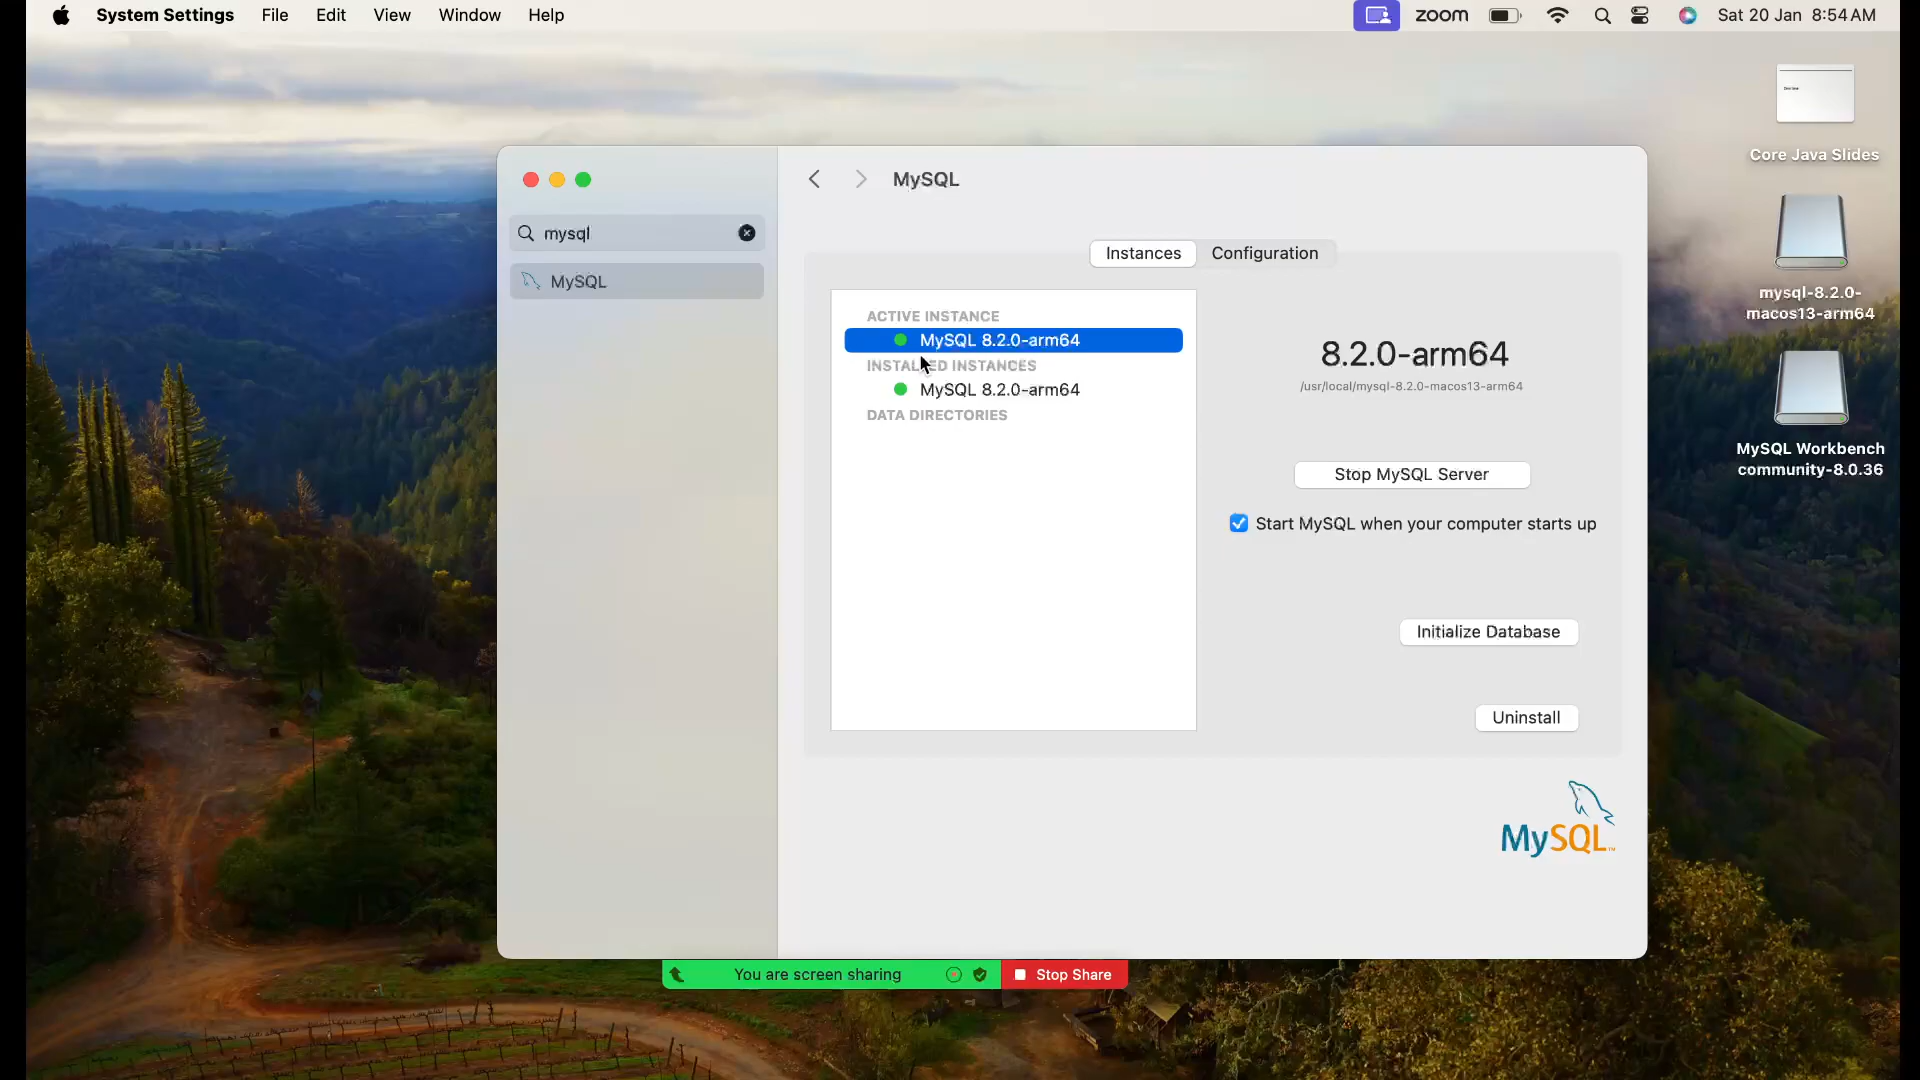 System Settings File Edit View Window Help zoom Sat 20 Jan 8:54 AM
Core Java Slides
mysql-8.2.0-
macos13-arm64
MySQL Workbench
community-8.0.36
mysql
MySQL
MySQL
Instances Configuration
ACTIVE INSTANCE
MySQL 8.2.0-arm64
INSTALLED INSTANCES
MySQL 8.2.0-arm64
DATA DIRECTORIES
8.2.0-arm64
/usr/local/mysql-8.2.0-macos13-arm64
Stop MySQL Server
Start MySQL when your computer starts up
Initialize Database
Uninstall
MySQL™
You are screen sharing Stop Share